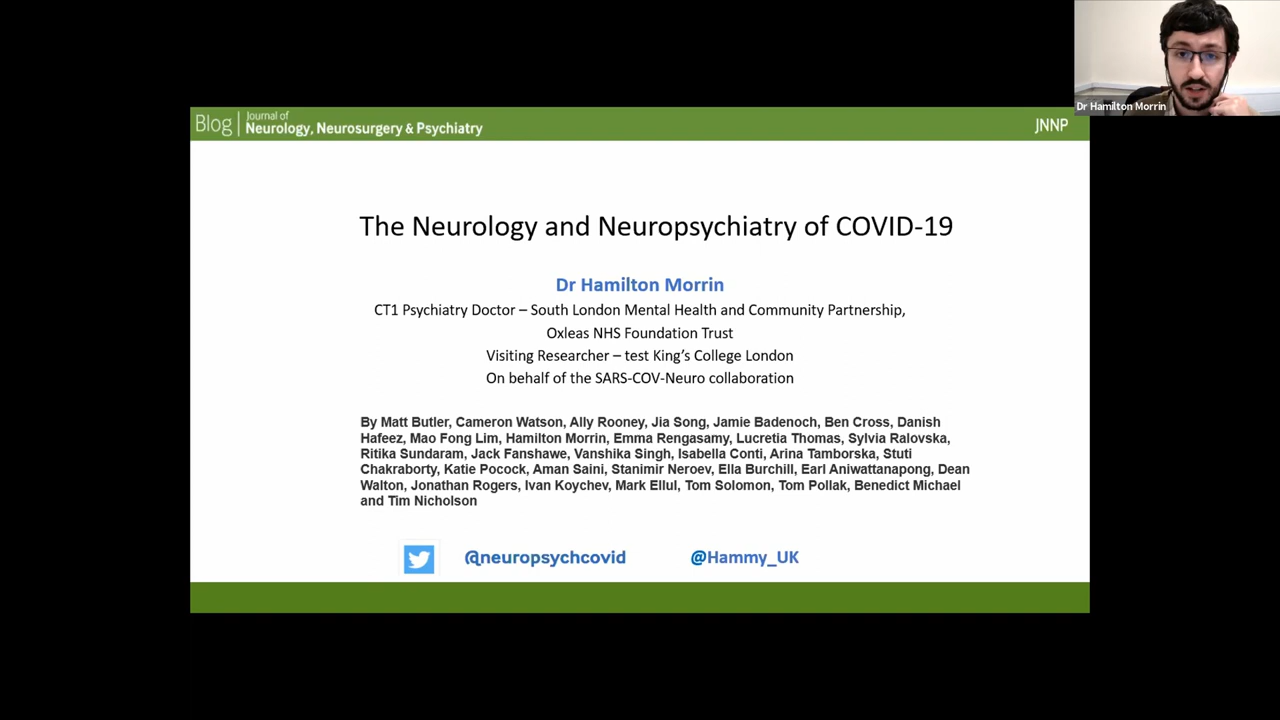 Dr Hamilton Morrin
Blog
Journal of
Neurology, Neurosurgery & Psychiatry
JNNP
The Neurology and Neuropsychiatry of COVID-19
Dr Hamilton Morrin
CT1 Psychiatry Doctor – South London Mental Health and Community Partnership,
Oxleas NHS Foundation Trust
Visiting Researcher – test King's College London
On behalf of the SARS-COV-Neuro collaboration
By Matt Butler, Cameron Watson, Ally Rooney, Jia Song, Jamie Badenoch, Ben Cross, Danish
Hafeez, Mao Fong Lim, Hamilton Morrin, Emma Rengasamy, Lucretia Thomas, Sylvia Ralovska,
Ritika Sundaram, Jack Fanshawe, Vanshika Singh, Isabella Conti, Arina Tamborska, Stuti
Chakraborty, Katie Pocock, Aman Saini, Stanimir Neroev, Ella Burchill, Earl Aniwattanapong, Dean
Walton, Jonathan Rogers, Ivan Koychev, Mark Ellul, Tom Solomon, Tom Pollak, Benedict Michael
and Tim Nicholson
@neuropsychcovid @Hammy_UK